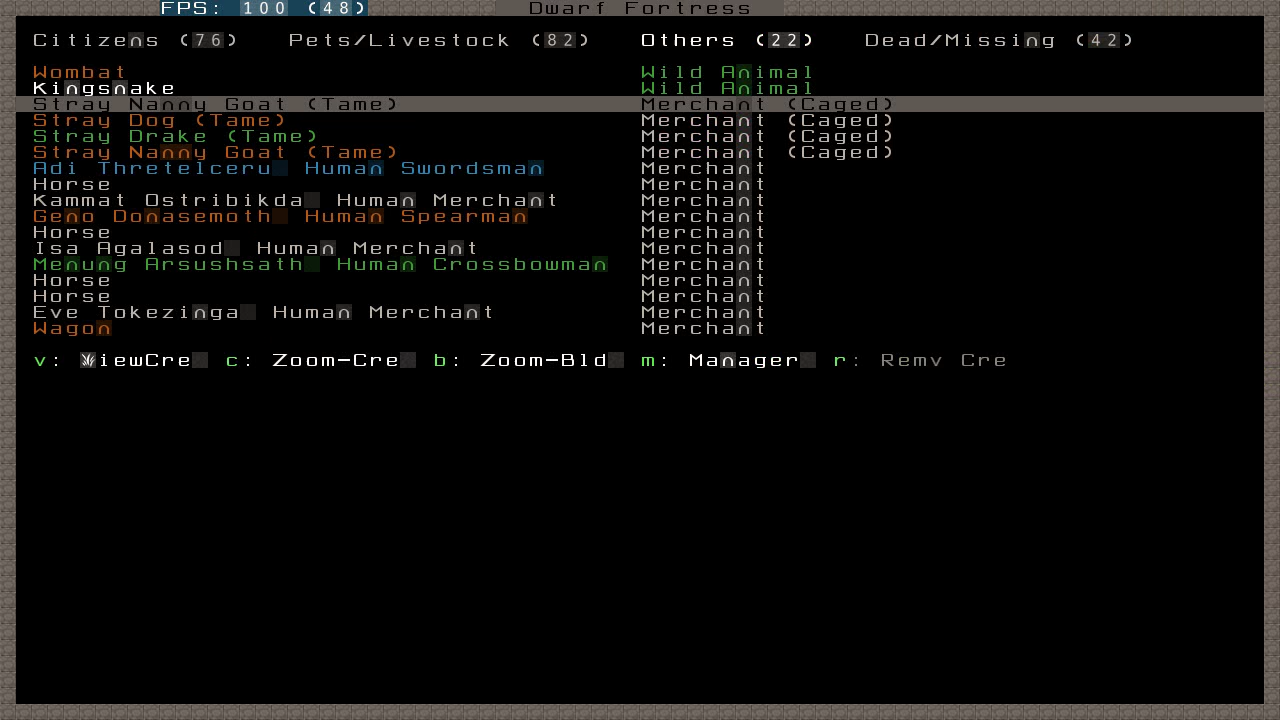 FPS: 100 (48) Dwarf Fortress
Citizens (76) Pets/Livestock (82) Others (22) Dead/Missing (42)
Wombat Wild Animal
Kingsnake Wild Animal
Stray Nanny Goat (Tame) Merchant (Caged)
Stray Dog (Tame) Merchant (Caged)
Stray Drake (Tame) Merchant (Caged)
Stray Nanny Goat (Tame) Merchant (Caged)
Adi Thretelceru Human Swordsman Merchant
Horse Merchant
Kammat Ostribikda Human Merchant Merchant
Geno Donasemoth Human Spearman Merchant
Horse Merchant
Isa Agalasod Human Merchant Merchant
Menung Arsushsath Human Crossbowman Merchant
Horse Merchant
Horse Merchant
Eve Tokezinga Human Merchant Merchant
Wagon Merchant
v: iewCre c: Zoom-Cre b: Zoom-Bld m: Manager r: Remv Cre